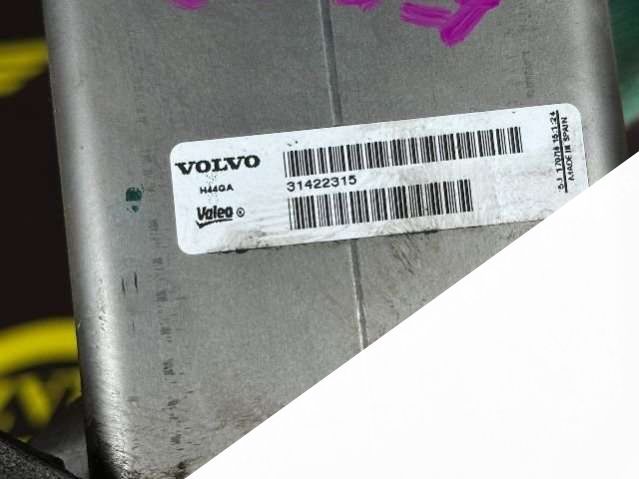 VOLVO
H44GA
31422315
Valeo
MADE IN SPAIN